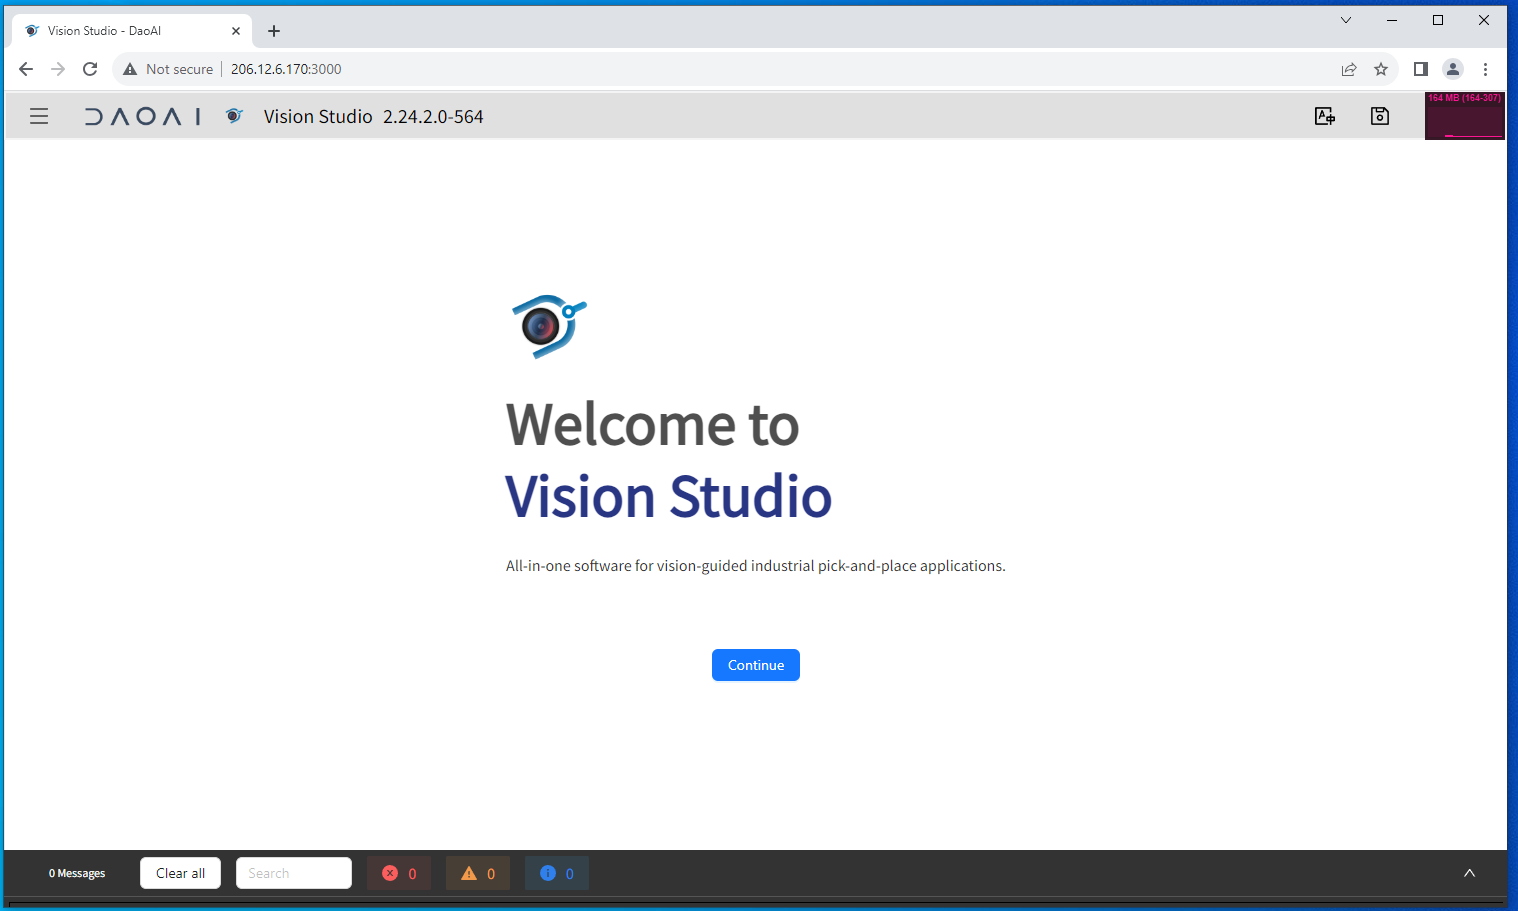 Vision Studio - DaoAI
Not secure 206.12.6.170:3000
DAOAI Vision Studio 2.24.2.0-564
164 MB (164-307)
Welcome to
Vision Studio
All-in-one software for vision-guided industrial pick-and-place applications.
Continue
0 Messages Clear all Search 0 0 0